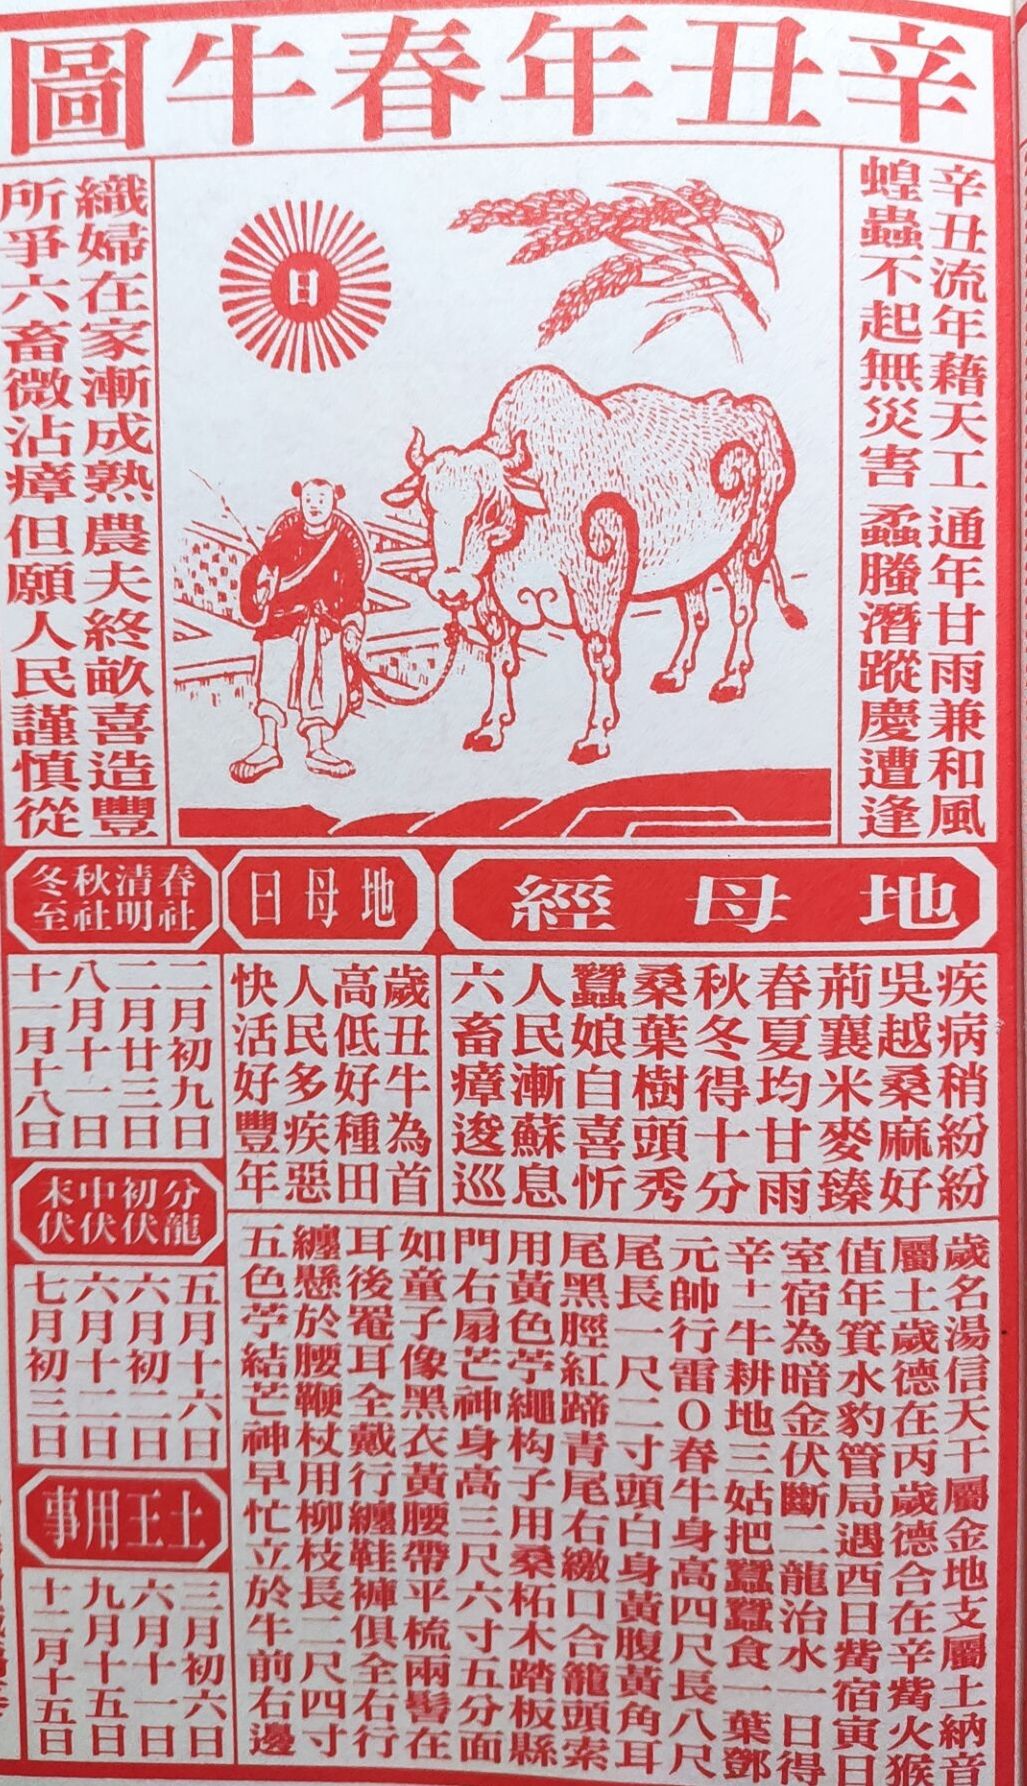 辛丑年春牛圖
辛丑流年藉天工 通年甘雨兼和風
蝗蟲不起無災害 蟊螣潛蹤慶遭逢
日
織婦在家漸成熟農夫終畝喜造豐
所爭六畜微沾瘴但願人民謹慎從
地母經
疾病稍紛紛
吳越桑麻好
荊襄米麥臻
春夏均甘雨
秋冬得十分
桑葉樹頭秀
蠶娘白喜忻
人民漸蘇息
六畜瘴逡巡
地母曰
歲丑牛為首
高低好種田
人民多疾惡
快活好豐年
春社
清明
秋社
冬至
二月初九日
二月廿三日
八月十一日
十一月十八日
分龍
初伏
中伏
末伏
五月十六日
六月初二日
六月十二日
七月初三日
土王用事
三月初六日
六月十一日
九月十五日
十二月十五日
歲名湯信天干屬金地支屬土納音
屬土歲德在丙歲德合在辛觜火猴
值年箕水豹管局遇酉日觜宿寅日
室宿為暗金伏斷二龍治水一日得
辛十二牛耕地三姑把蠶蠶食一葉鄧
元帥行雷○春牛身高四尺長八尺
尾長一尺二寸頭白身黃腹黃角耳
尾黑脛紅蹄青尾右繳口合籠頭索
用黃色苧繩构子用桑柘木踏板縣
門右扇芒神身高三尺六寸五分面
如童子像黑衣黃腰帶平梳兩髻在
耳後罨耳全戴行纏鞋褲俱全右行
纏懸於腰鞭杖用柳枝長二尺四寸
五色苧結芒神早忙立於牛前右邊